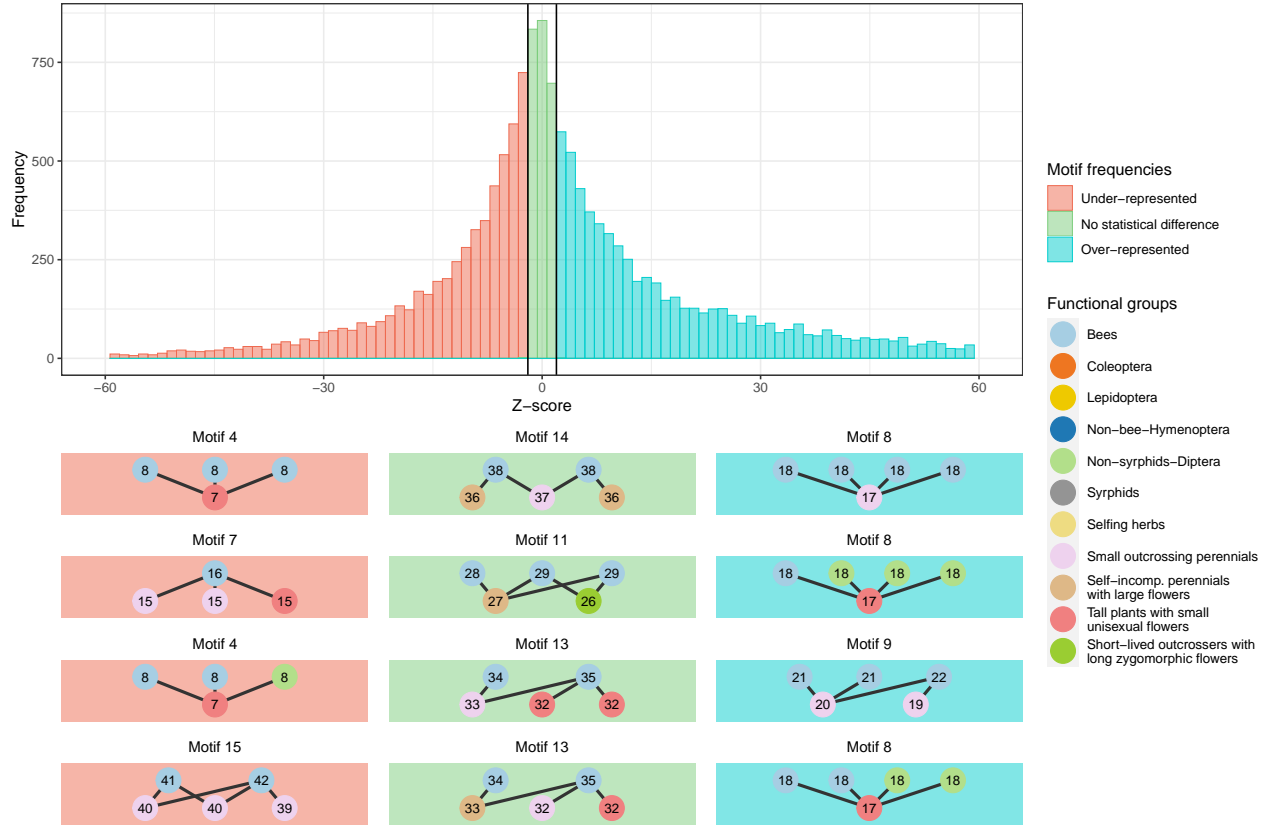 750
500
250
0
Frequency
−60
−30
0
30
60
Z−score
Motif frequencies
Under−represented
No statistical difference
Over−represented
Functional groups
Bees
Coleoptera
Lepidoptera
Non−bee−Hymenoptera
Non−syrphids−Diptera
Syrphids
Selfing herbs
Small outcrossing perennials
Self−incomp. perennials
with large flowers
Tall plants with small
unisexual flowers
Short−lived outcrossers with
long zygomorphic flowers
Motif 4
8 8 8
7
Motif 14
38 38
36 37 36
Motif 8
18 18 18 18
17
Motif 7
16
15 15 15
Motif 11
28 29 29
27 26
Motif 8
18 18 18 18
17
Motif 4
8 8 8
7
Motif 13
34 35
33 32 32
Motif 9
21 21 22
20 19
Motif 15
41 42
40 40 39
Motif 13
34 35
33 32 32
Motif 8
18 18 18 18
17